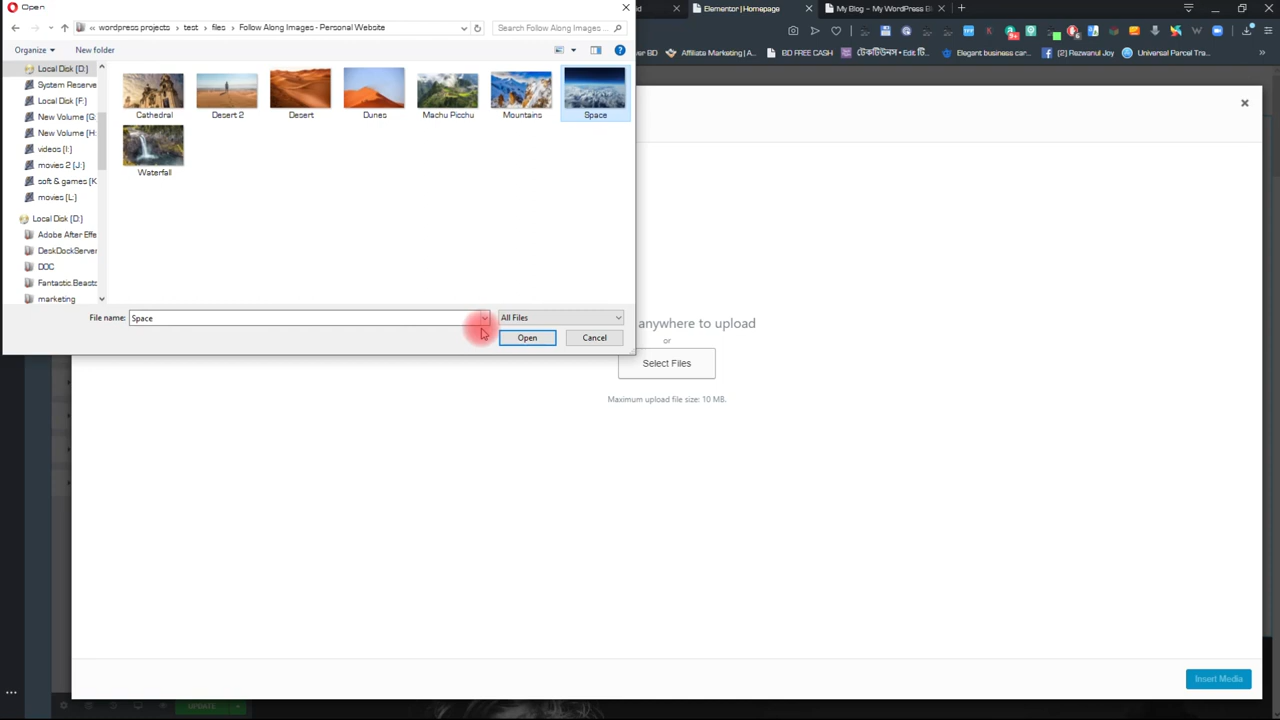 Open
Elementor | Homepage
My Blog – My WordPress B
« wordpress projects › test › files › Follow Along Images - Personal Website
Search Follow Along Images ...
Organize
New folder
BD
Affiliate Marketing | A...
BD FREE CASH
Elegant business car...
(2) Rezwanul Joy
Universal Parcel Tra...
Local Disk (D:)
System Reserve
Local Disk (F:)
New Volume (G:
New Volume (H:
videos (I:)
movies 2 (J:)
soft & games (K
movies (L:)
Local Disk (D:)
Adobe After Effe
DeskDockServer
DOC
Fantastic.Beasts
marketing
Cathedral
Desert 2
Desert
Dunes
Machu Picchu
Mountains
Space
Waterfall
File name:
Space
All Files
Open
Cancel
anywhere to upload
or
Select Files
Maximum upload file size: 10 MB.
Insert Media
UPDATE